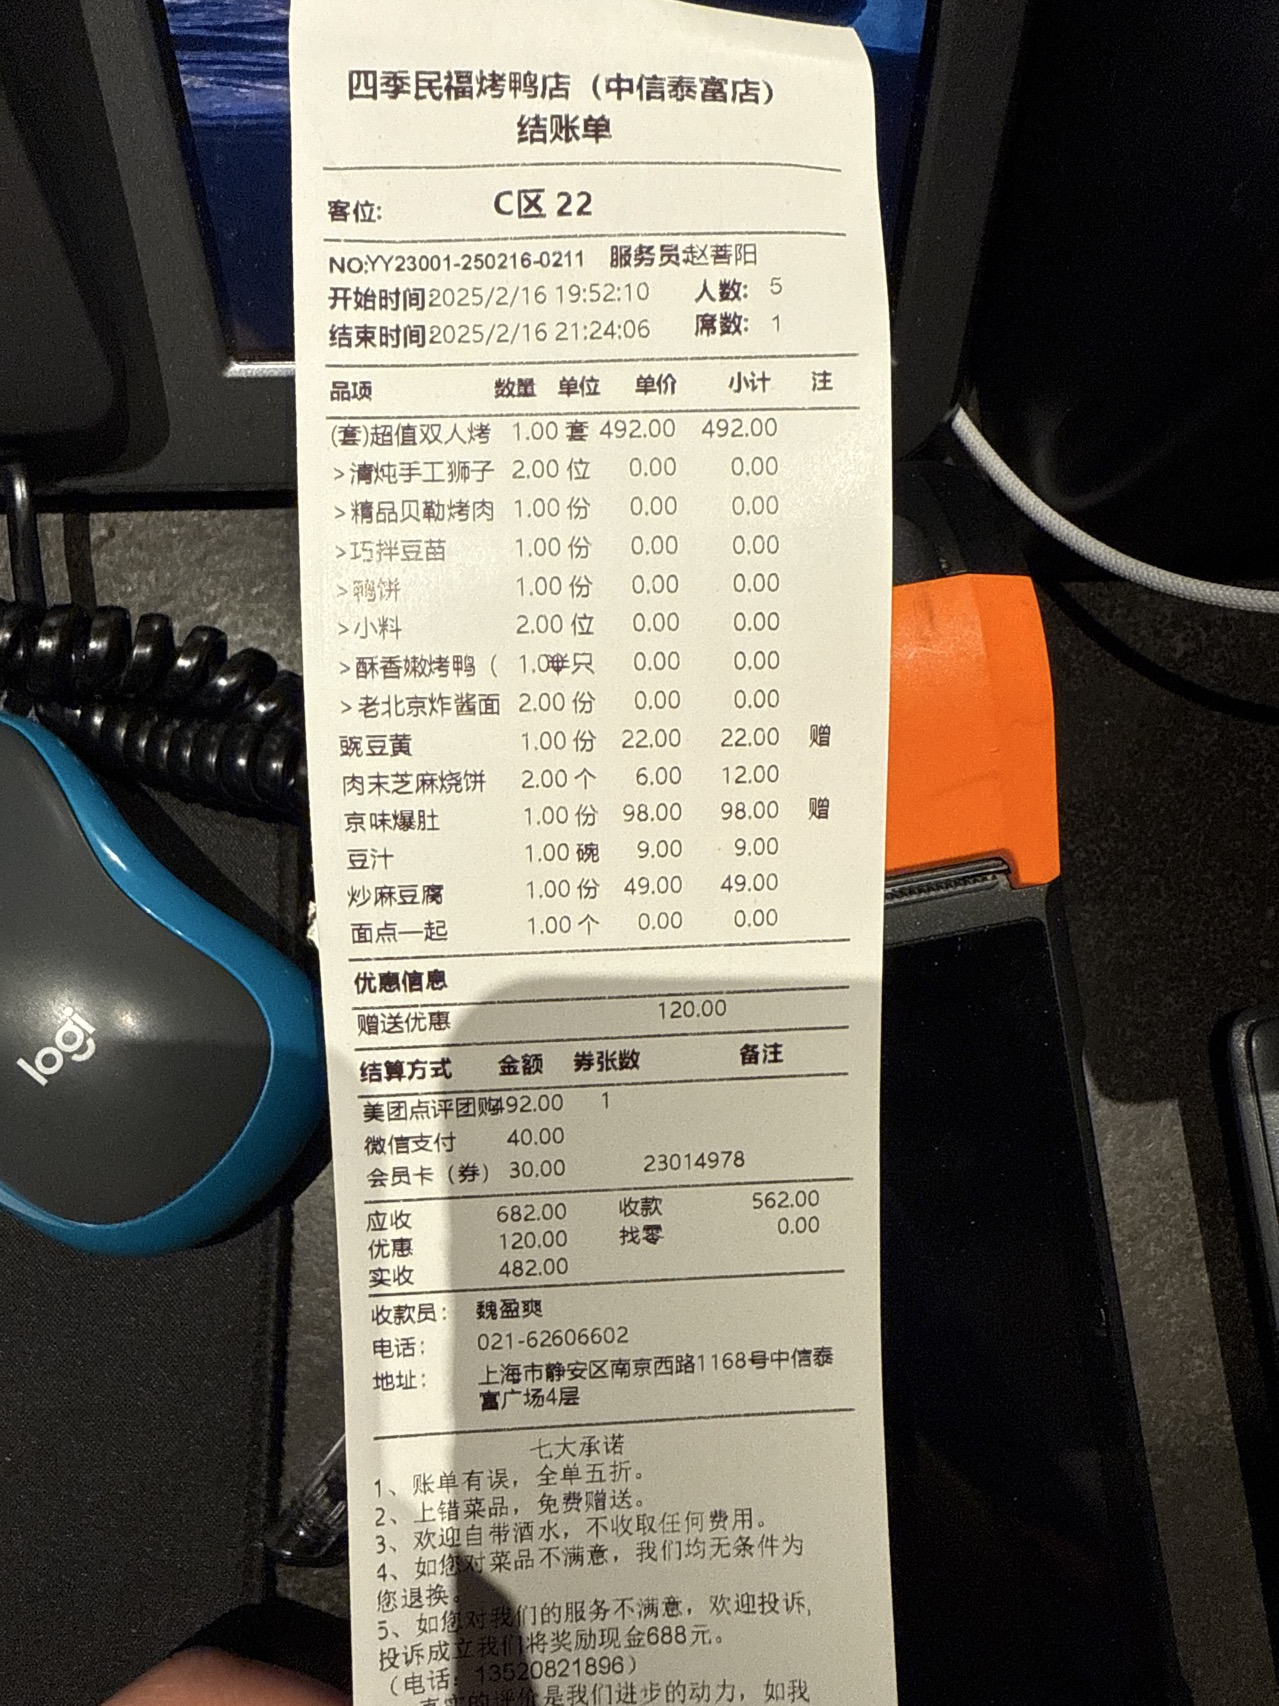 四季民福烤鸭店（中信泰富店）
结账单
客位: C区 22
NO:YY23001-250216-0211 服务员:赵善阳
开始时间2025/2/16 19:52:10 人数: 5
结束时间2025/2/16 21:24:06 席数: 1
品项 数量 单位 单价 小计 注
(套)超值双人烤 1.00 套 492.00 492.00
>清炖手工狮子 2.00 位 0.00 0.00
>精品贝勒烤肉 1.00 份 0.00 0.00
>巧拌豆苗 1.00 份 0.00 0.00
>鸭饼 1.00 份 0.00 0.00
>小料 2.00 位 0.00 0.00
>酥香嫩烤鸭（ 1.00半只 0.00 0.00
>老北京炸酱面 2.00 份 0.00 0.00
豌豆黄 1.00 份 22.00 22.00 赠
肉末芝麻烧饼 2.00 个 6.00 12.00
京味爆肚 1.00 份 98.00 98.00 赠
豆汁 1.00 碗 9.00 9.00
炒麻豆腐 1.00 份 49.00 49.00
面点一起 1.00 个 0.00 0.00
优惠信息
赠送优惠 120.00
结算方式 金额 券张数 备注
美团点评团购492.00 1
微信支付 40.00
会员卡（券） 30.00 23014978
应收 682.00 收款 562.00
优惠 120.00 找零 0.00
实收 482.00
收款员: 魏盈爽
电话: 021-62606602
地址: 上海市静安区南京西路1168号中信泰
富广场4层
七大承诺
1、账单有误，全单五折。
2、上错菜品，免费赠送。
3、欢迎自带酒水，不收取任何费用。
4、如您对菜品不满意，我们均无条件为
您退换。
5、如您对我们的服务不满意，欢迎投诉，
投诉成立我们将奖励现金688元。
（电话：13520821896）
真实的评价是我们进步的动力，如我
logi